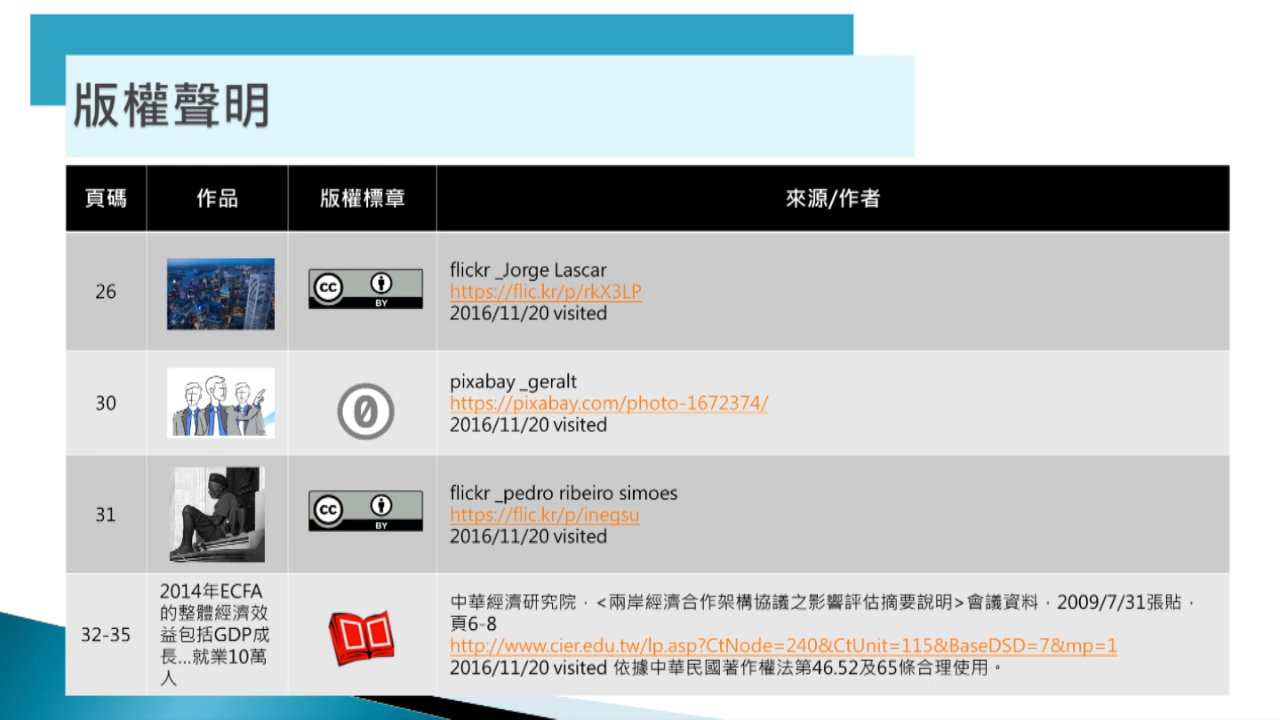 版權聲明
頁碼 作品 版權標章 來源/作者
26
cc BY
flickr _Jorge Lascar
https://flic.kr/p/rkX3LP
2016/11/20 visited
30
0
pixabay _geralt
https://pixabay.com/photo-1672374/
2016/11/20 visited
31
cc BY
flickr _pedro ribeiro simoes
https://flic.kr/p/inegsu
2016/11/20 visited
32-35
2014年ECFA
的整體經濟效
益包括GDP成
長...就業10萬
人
中華經濟研究院，<兩岸經濟合作架構協議之影響評估摘要說明>會議資料，2009/7/31張貼，
頁6-8
http://www.cier.edu.tw/lp.asp?CtNode=240&CtUnit=115&BaseDSD=7&mp=1
2016/11/20 visited 依據中華民國著作權法第46.52及65條合理使用。